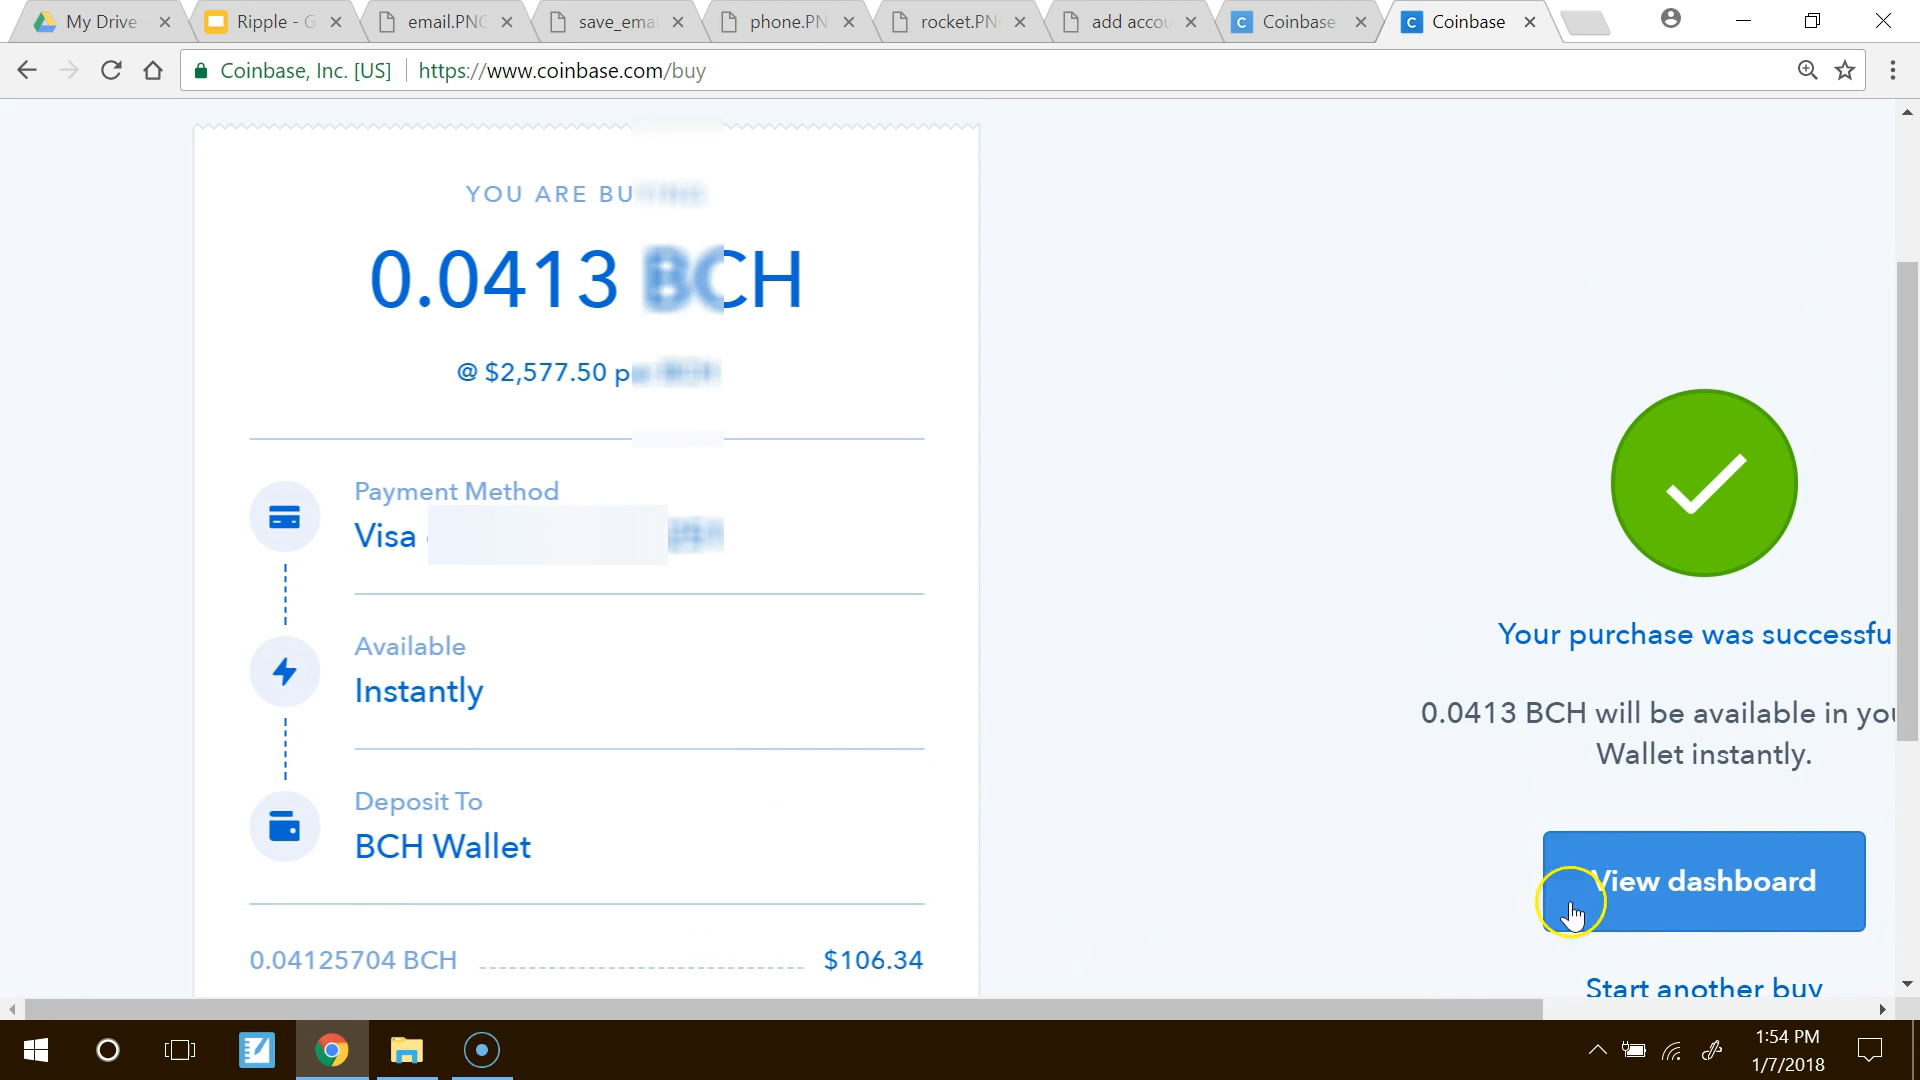 My Drive
Ripple - G
email.PNG
save_ema
phone.PN
rocket.PN
add accou
Coinbase
Coinbase
Coinbase, Inc. [US]
https://www.coinbase.com/buy
YOU ARE BU
0.0413 BCH
@ $2,577.50 p
Payment Method
Visa
Available
Instantly
Deposit To
BCH Wallet
0.04125704 BCH
$106.34
Your purchase was successfu
0.0413 BCH will be available in you
Wallet instantly.
View dashboard
Start another buy
1:54 PM
1/7/2018